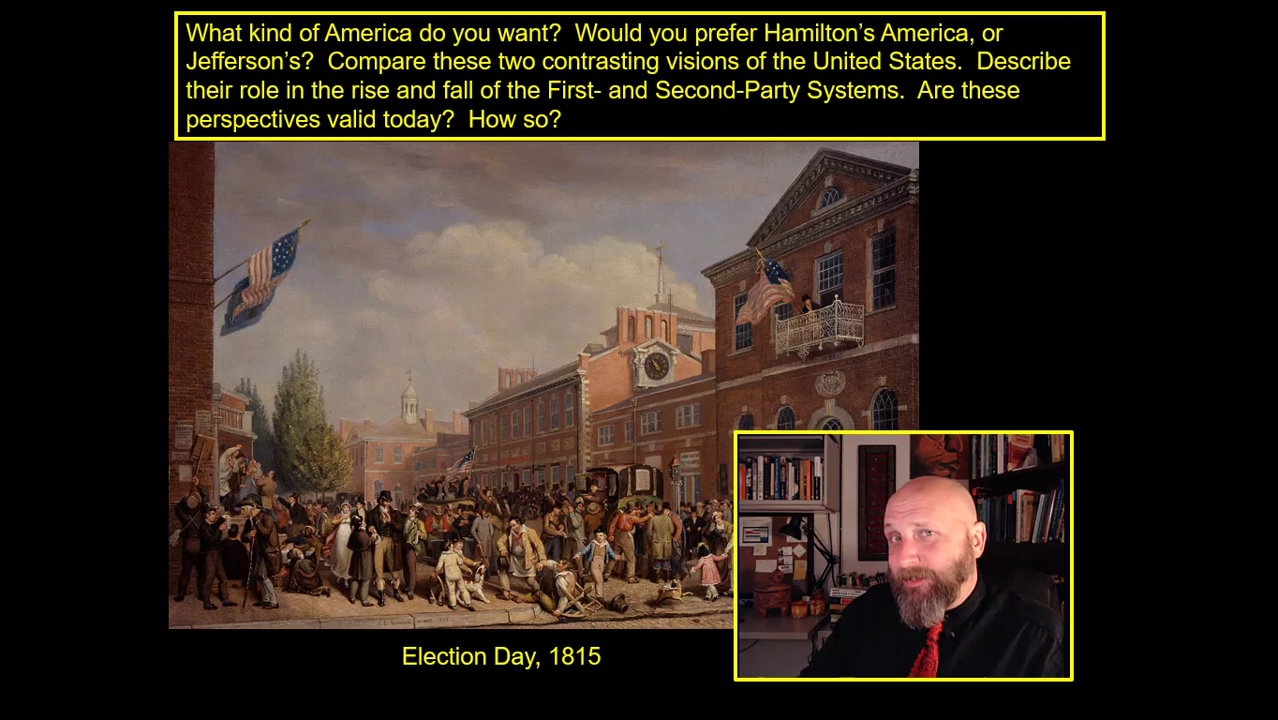 What kind of America do you want?  Would you prefer Hamilton's America, or
Jefferson's?  Compare these two contrasting visions of the United States.  Describe
their role in the rise and fall of the First- and Second-Party Systems.  Are these
perspectives valid today?  How so?
Election Day, 1815